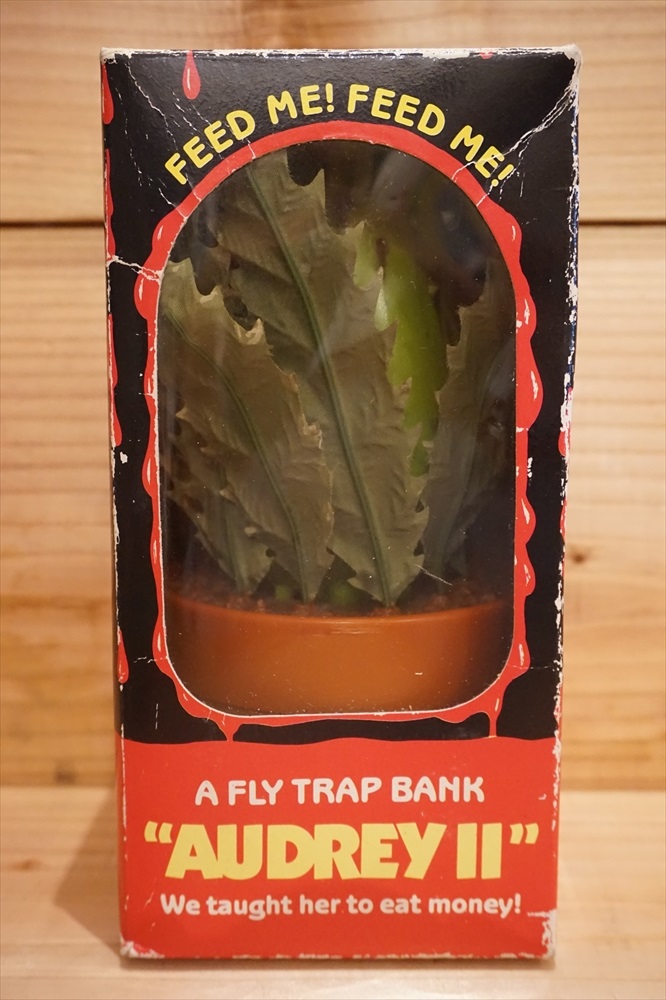 FEED ME! FEED ME!
A FLY TRAP BANK
"AUDREY II"
We taught her to eat money!